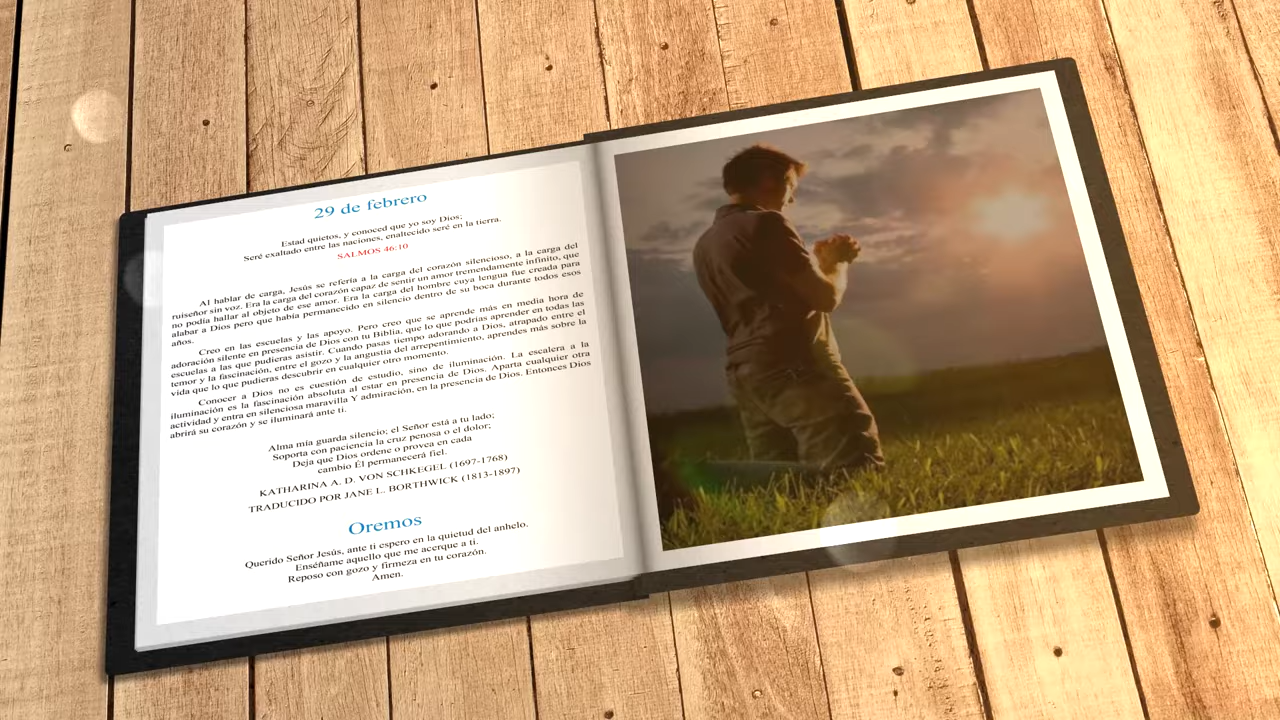 29 de febrero
Estad quietos, y conoced que yo soy Dios;
Seré exaltado entre las naciones, enaltecido seré en la tierra.
SALMOS 46:10
Al hablar de carga, Jesús se refería a la carga del corazón silencioso, a la carga del
ruiseñor sin voz. Era la carga del corazón capaz de sentir un amor tremendamente infinito, que
no podía hallar al objeto de ese amor. Era la carga del hombre cuya lengua fue creada para
alabar a Dios pero que había permanecido en silencio dentro de su boca durante todos esos
años.
Creo en las escuelas y las apoyo. Pero creo que se aprende más en media hora de
adoración silente en presencia de Dios con tu Biblia, que lo que podrías aprender en todas las
escuelas a las que pudieras asistir. Cuando pasas tiempo adorando a Dios, atrapado entre el
temor y la fascinación, entre el gozo y la angustia del arrepentimiento, aprendes más sobre la
vida que lo que pudieras descubrir en cualquier otro momento.
Conocer a Dios no es cuestión de estudio, sino de iluminación. La escalera a la
iluminación es la fascinación absoluta al estar en presencia de Dios. Aparta cualquier otra
actividad y entra en silenciosa maravilla Y admiración, en la presencia de Dios. Entonces Dios
abrirá su corazón y se iluminará ante ti.
Alma mía guarda silencio; el Señor está a tu lado;
Soporta con paciencia la cruz penosa o el dolor;
Deja que Dios ordene o provea en cada
cambio Él permanecerá fiel.
KATHARINA A. D. VON SCHKEGEL (1697-1768)
TRADUCIDO POR JANE L. BORTHWICK (1813-1897)
Oremos
Querido Señor Jesús, ante ti espero en la quietud del anhelo.
Enséñame aquello que me acerque a ti.
Reposo con gozo y firmeza en tu corazón.
Amen.